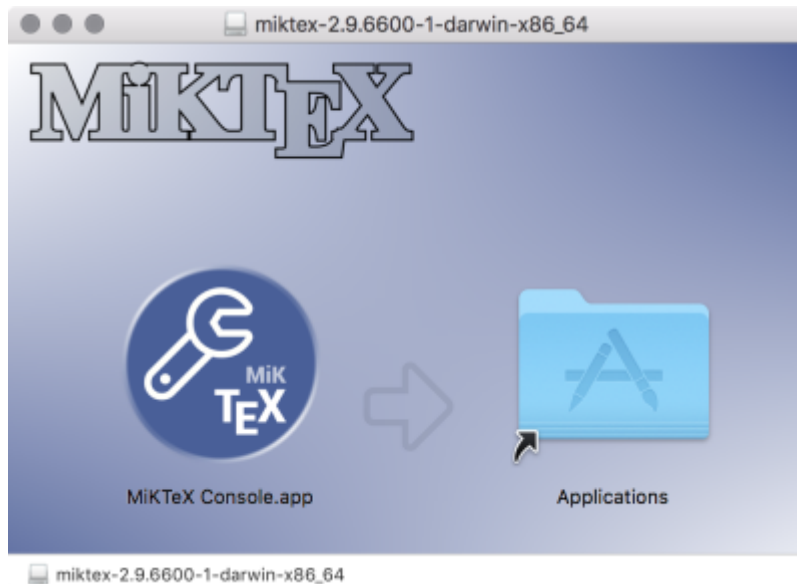 miktex-2.9.6600-1-darwin-x86_64
MiKTEX
MiK
TEX
MiKTeX Console.app
Applications
miktex-2.9.6600-1-darwin-x86_64